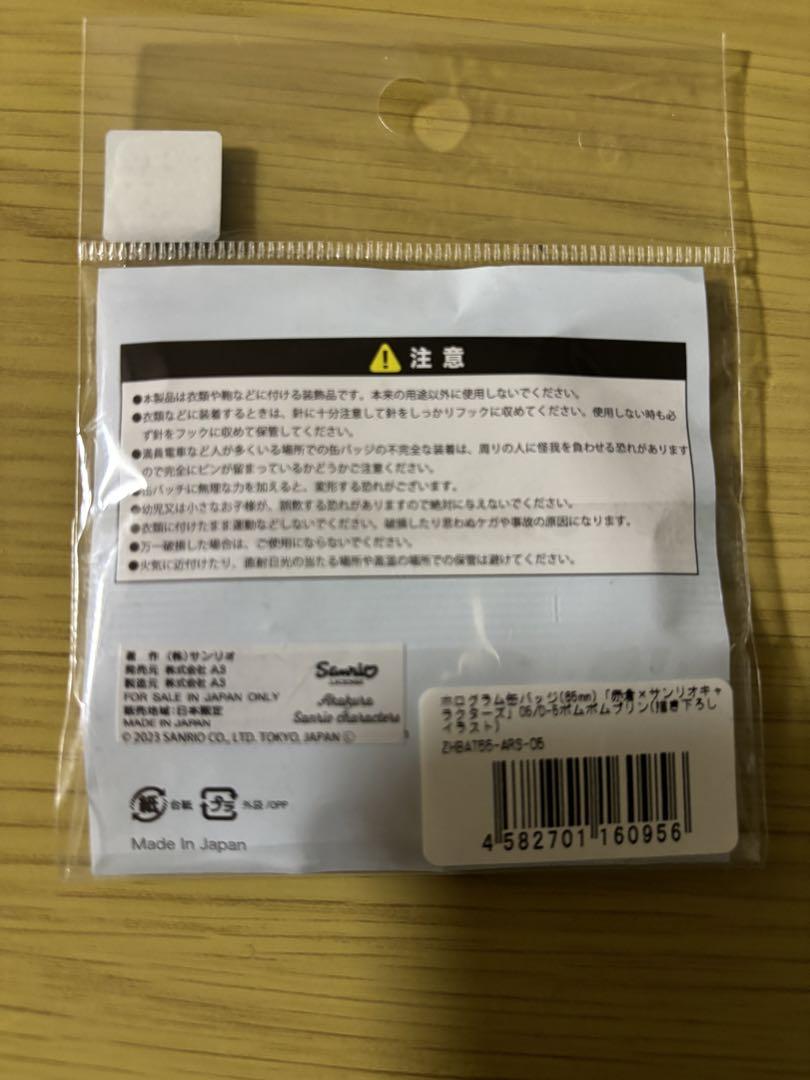 注意
●本製品は衣類や鞄などに付ける装飾品です。本来の用途以外に使用しないでください。
●衣類などに装着するときは、針に十分注意して針をしっかりフックに収めてください。使用しない時も必
ず針をフックに収めて保管してください。
●満員電車など人が多くいる場所での缶バッジの不完全な装着は、周りの人に怪我を負わせる恐れがあります
ので完全にピンが留まっているかどうかご注意ください。
●缶バッチに無理な力を加えると、変形する恐れがございます。
●幼児又は小さなお子様が、誤飲する恐れがありますので絶対に与えないでください。
●衣類に付けたまま運動などしないでください。破損したり思わぬケガや事故の原因になります。
●万一破損した場合は、ご使用にならないでください。
●火気に近付けたり、直射日光の当たる場所や高温の場所での保管は避けてください。
著 作 (株)サンリオ
発売元 株式会社 A3
製造元 株式会社 A3
FOR SALE IN JAPAN ONLY
販売地域:日本限定
MADE IN JAPAN
© 2023 SANRIO CO., LTD. TOKYO, JAPAN Ⓛ
Sanrio
LICENSE
Akakura
Sanrio characters
ホログラム缶バッジ(65mm)「赤倉×サンリオキャ
ラクターズ」05/D-5ポムポムプリン(描き下ろし
イラスト)
ZHBAT65-ARS-05
4 582701 160956
紙 台紙 プラ 外袋/OPP
Made In Japan